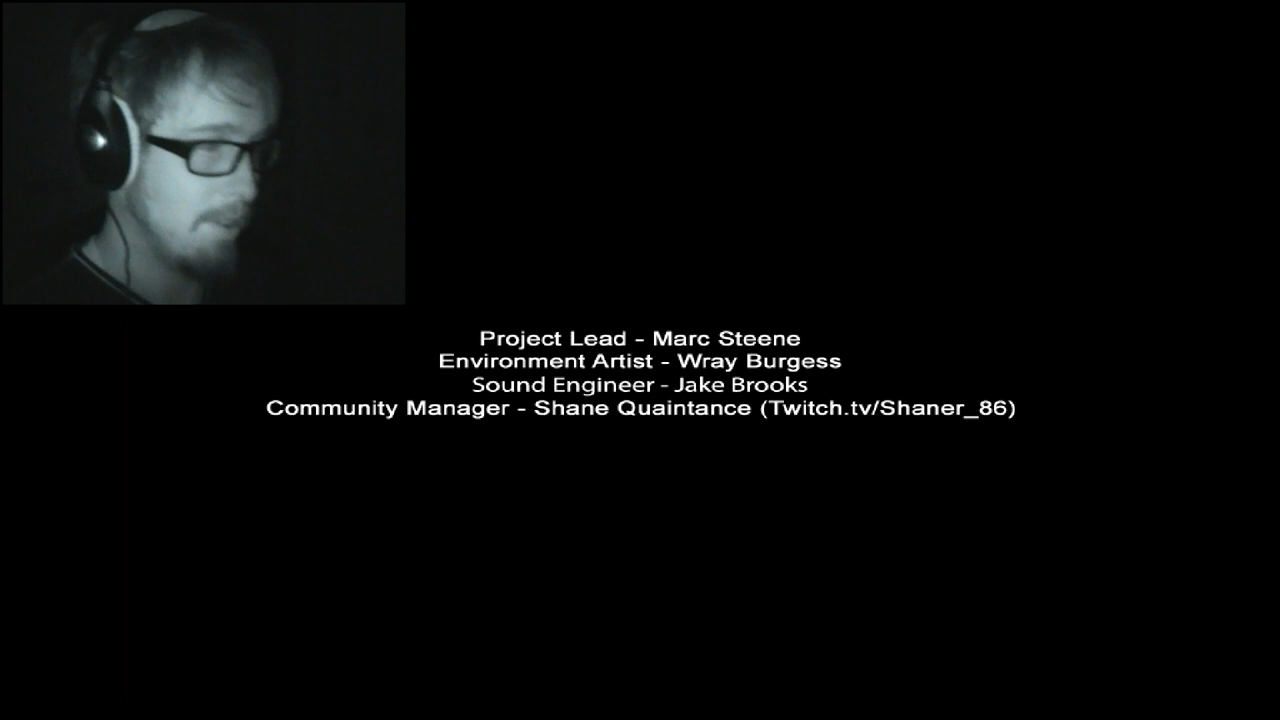 Project Lead - Marc Steene
Environment Artist - Wray Burgess
Sound Engineer - Jake Brooks
Community Manager - Shane Quaintance (Twitch.tv/Shaner_86)